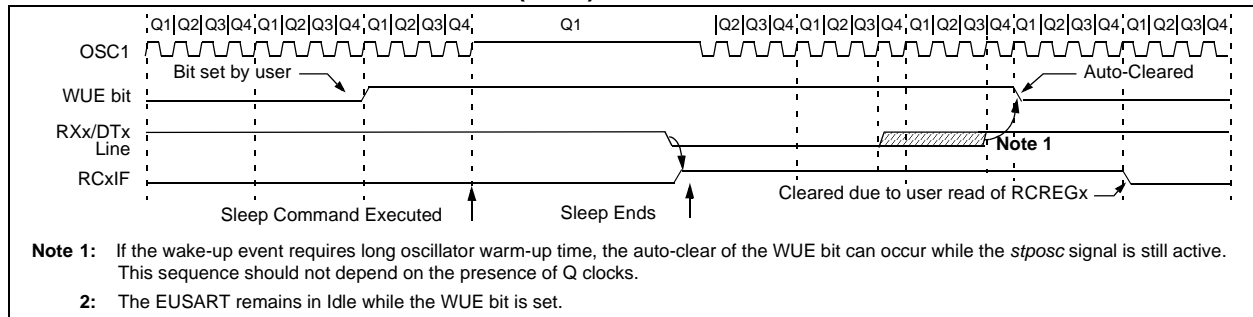 Q1 Q2 Q3 Q4 Q1 Q2 Q3 Q4 Q1 Q2 Q3 Q4 Q1 Q2 Q3 Q4 Q1 Q2 Q3 Q4 Q1 Q2 Q3 Q4 Q1 Q2 Q3 Q4 Q1 Q2 Q3 Q4
OSC1
Bit set by user
Auto-Cleared
WUE bit
RXx/DTx
Line
Note 1
RCxIF
Cleared due to user read of RCREGx
Sleep Command Executed
Sleep Ends
Note 1: If the wake-up event requires long oscillator warm-up time, the auto-clear of the WUE bit can occur while the stposc signal is still active.
This sequence should not depend on the presence of Q clocks.
2: The EUSART remains in Idle while the WUE bit is set.